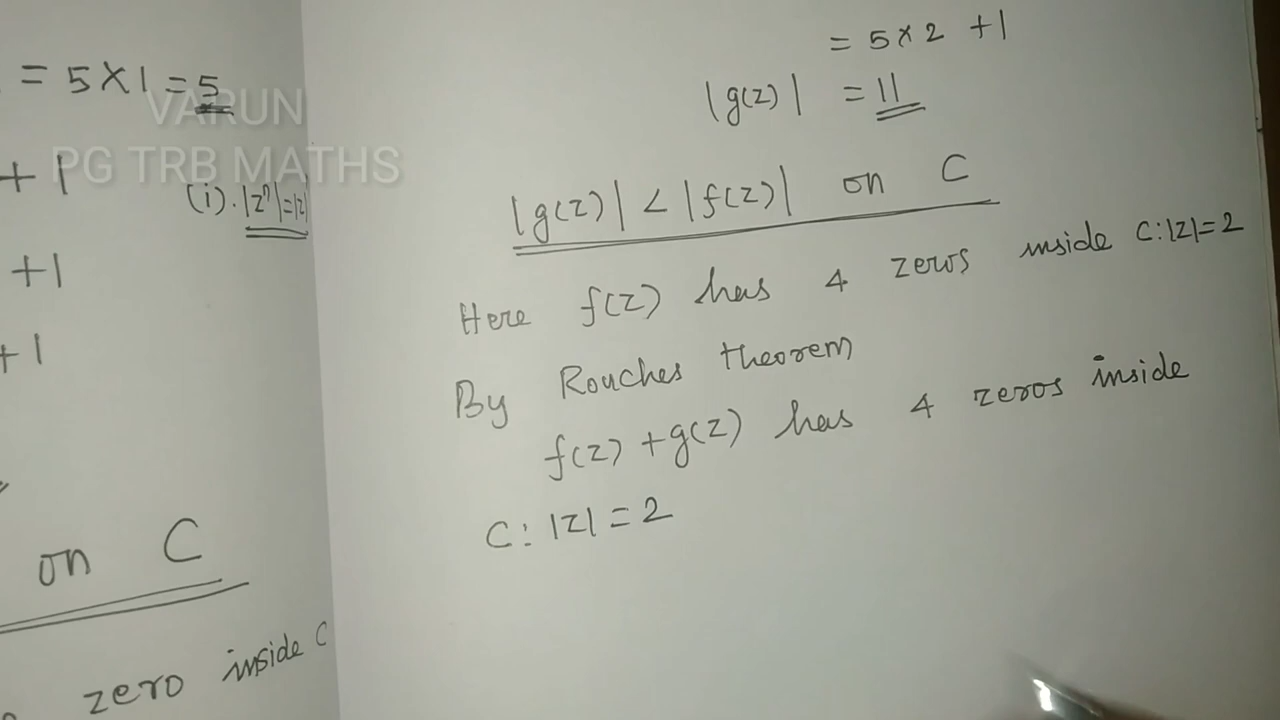 = 5×1 = 5
VARUN
PG TRB MATHS
+ 1
(i). |zⁿ|=|z|
+1
+1
on C
zero inside C
= 5×2 +1
|g(z)| = 11
|g(z)| < |f(z)| on C
Here f(z) has 4 zeros inside C:|z|=2
By Rouches theorem
f(z) +g(z) has 4 zeros inside
C: |z| = 2